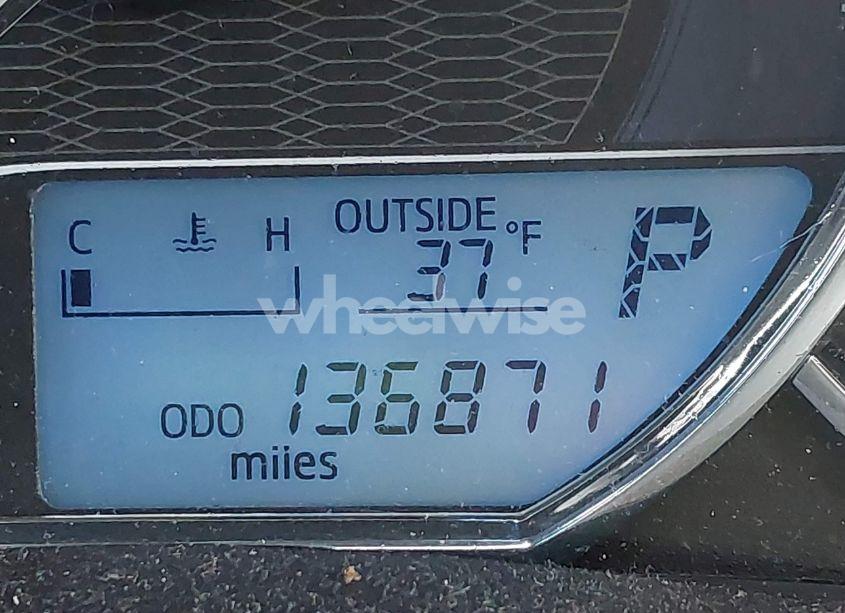 C H OUTSIDE °F P
37
wheelwise
ODO 136871
miles